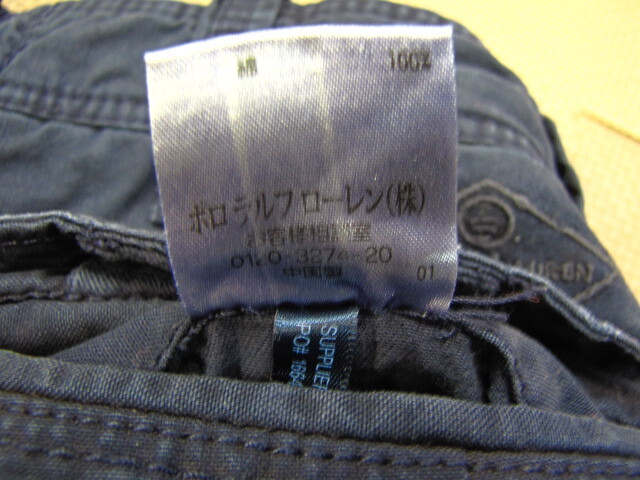 綿 100%
ポロ ラルフ ローレン(株)
お客様相談室
0120 3274-20
中国製 01
SUPPLIER
PO# 166